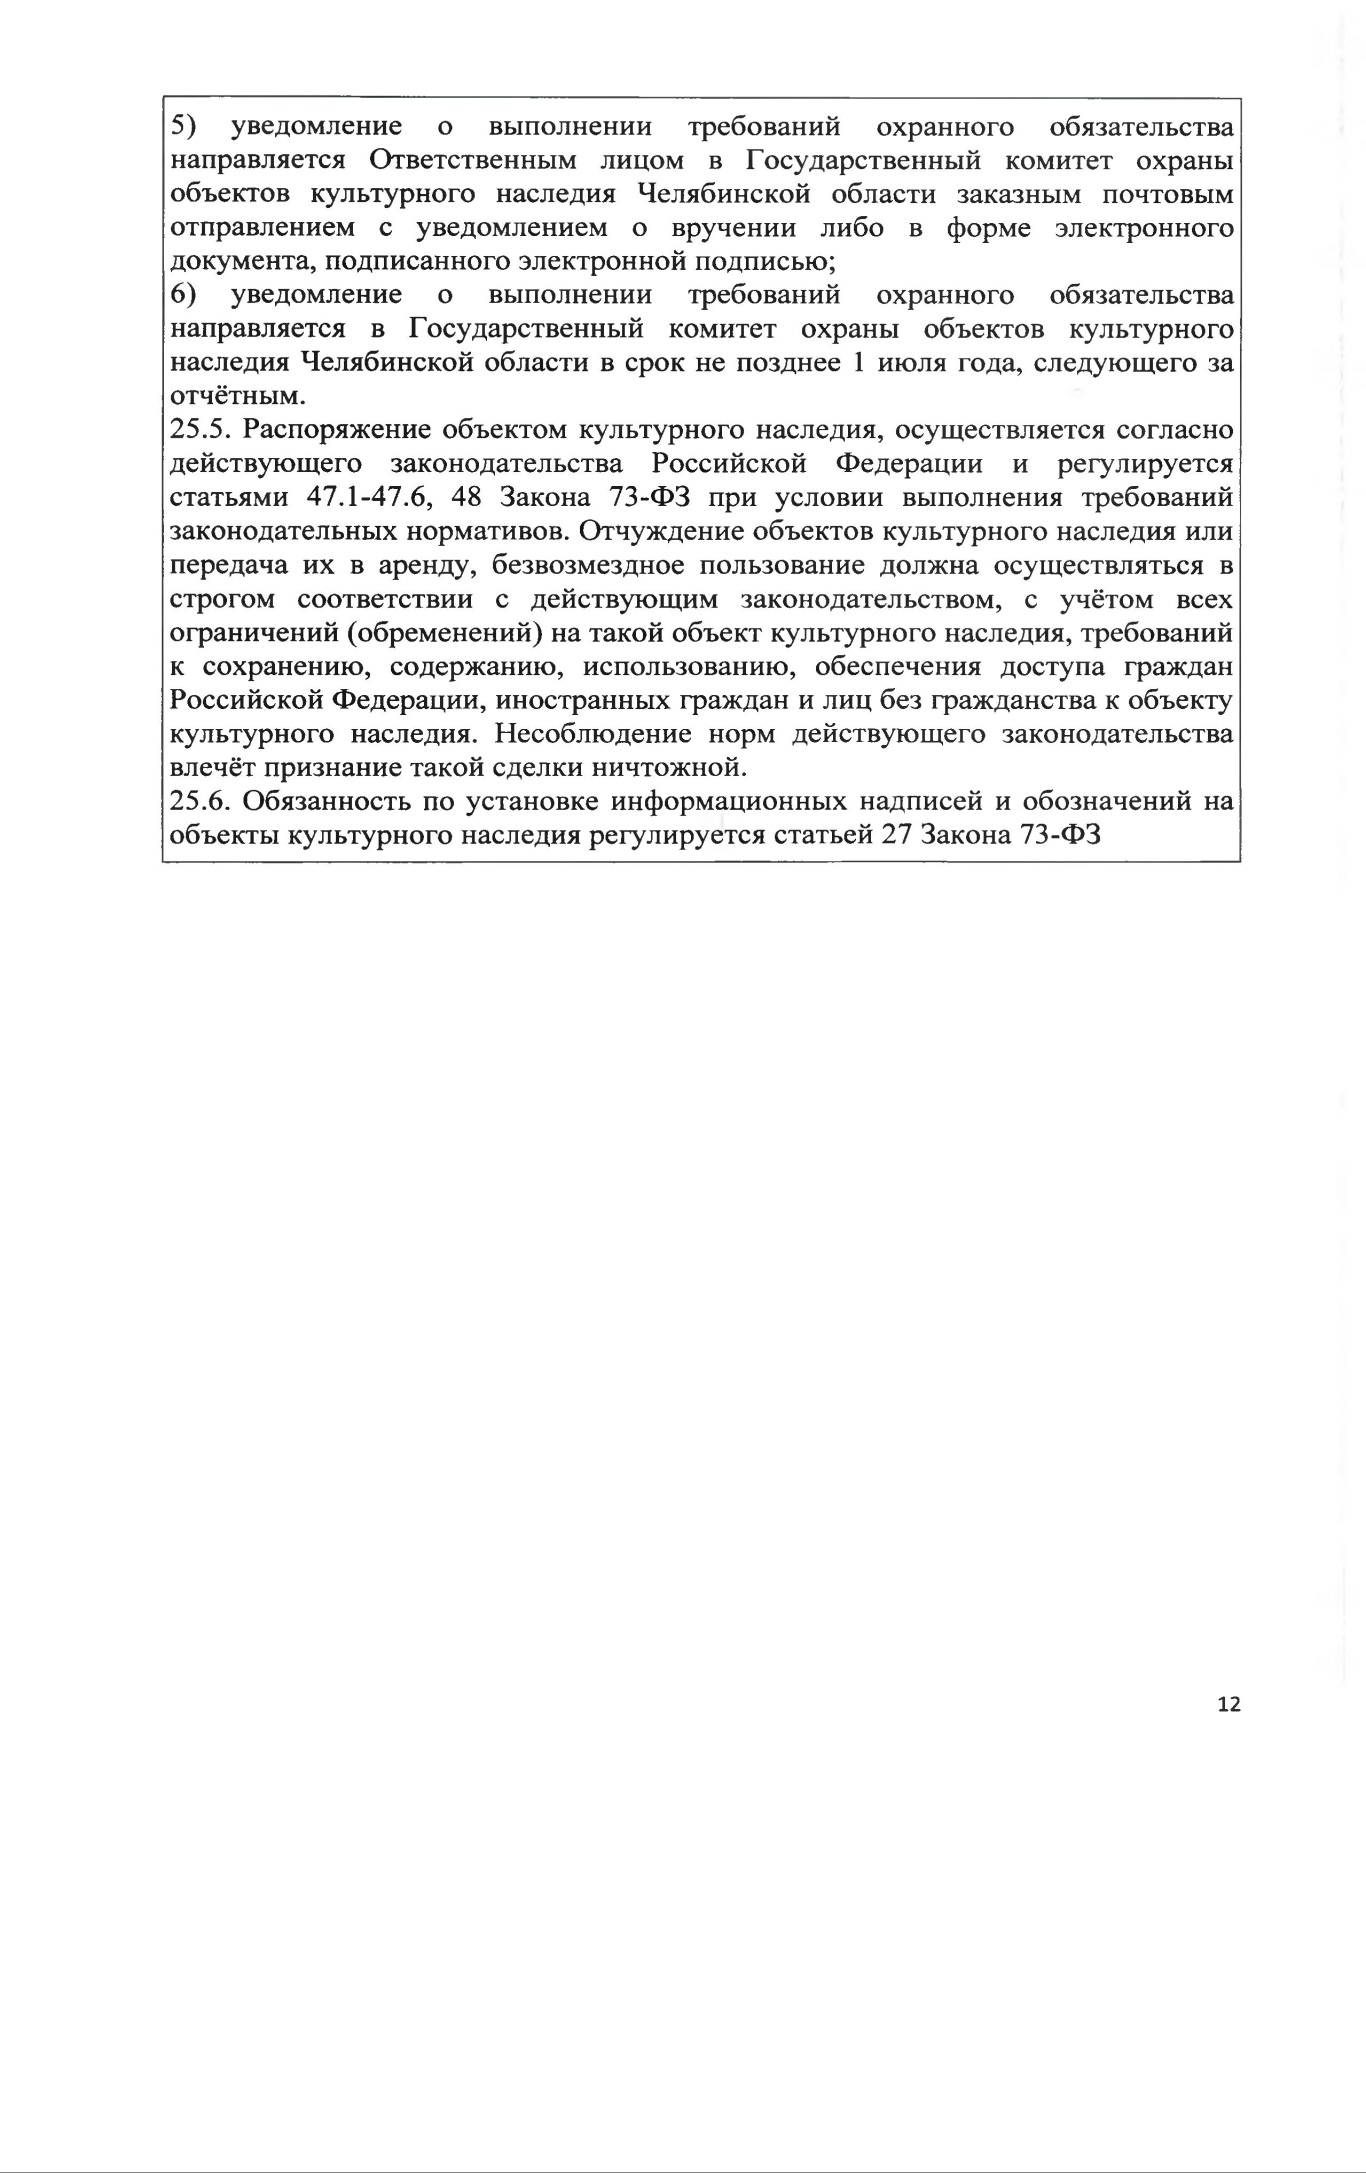 5) уведомление о выполнении требований охранного обязательства
направляется Ответственным лицом в Государственный комитет охраны
объектов культурного наследия Челябинской области заказным почтовым
отправлением с уведомлением о вручении либо в форме электронного
документа, подписанного электронной подписью;
6) уведомление о выполнении требований охранного обязательства
направляется в Государственный комитет охраны объектов культурного
наследия Челябинской области в срок не позднее 1 июля года, следующего за
отчётным.
25.5. Распоряжение объектом культурного наследия, осуществляется согласно
действующего законодательства Российской Федерации и регулируется
статьями 47.1-47.6, 48 Закона 73-ФЗ при условии выполнения требований
законодательных нормативов. Отчуждение объектов культурного наследия или
передача их в аренду, безвозмездное пользование должна осуществляться в
строгом соответствии с действующим законодательством, с учётом всех
ограничений (обременений) на такой объект культурного наследия, требований
к сохранению, содержанию, использованию, обеспечения доступа граждан
Российской Федерации, иностранных граждан и лиц без гражданства к объекту
культурного наследия. Несоблюдение норм действующего законодательства
влечёт признание такой сделки ничтожной.
25.6. Обязанность по установке информационных надписей и обозначений на
объекты культурного наследия регулируется статьей 27 Закона 73-ФЗ
12